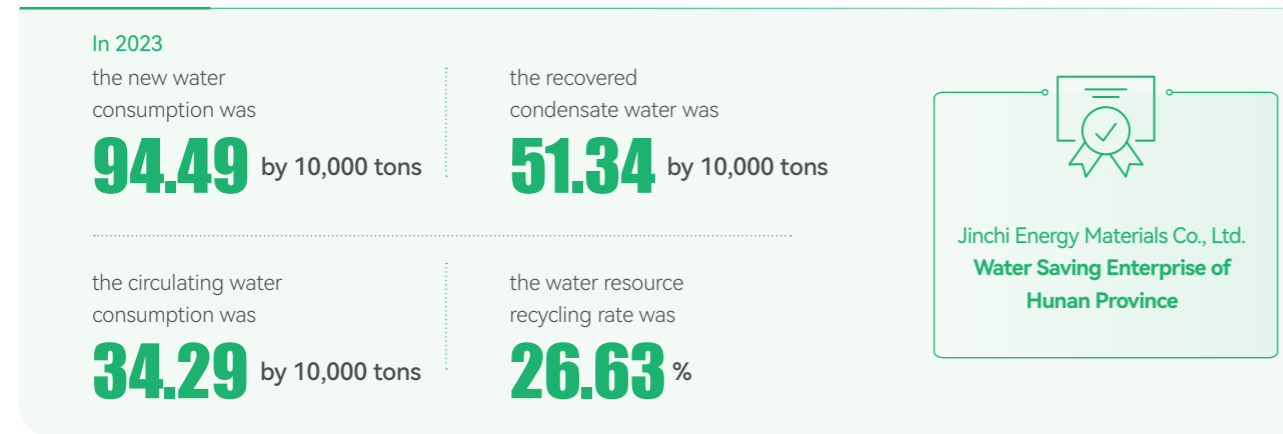 In 2023
the new water
consumption was
94.49 by 10,000 tons
the recovered
condensate water was
51.34 by 10,000 tons
the circulating water
consumption was
34.29 by 10,000 tons
the water resource
recycling rate was
26.63 %
Jinchi Energy Materials Co., Ltd.
Water Saving Enterprise of
Hunan Province